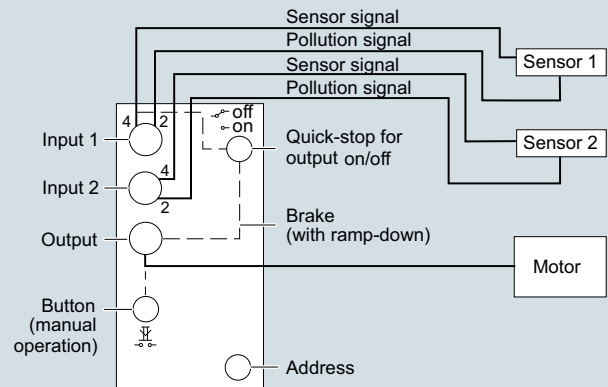 Sensor signal
Pollution signal
Sensor signal
Pollution signal
Sensor 1
Sensor 2
4
2
off
on
Input 1
Quick-stop for
output on/off
4
Input 2
2
Brake
(with ramp-down)
Output
Motor
Button
(manual
operation)
Address